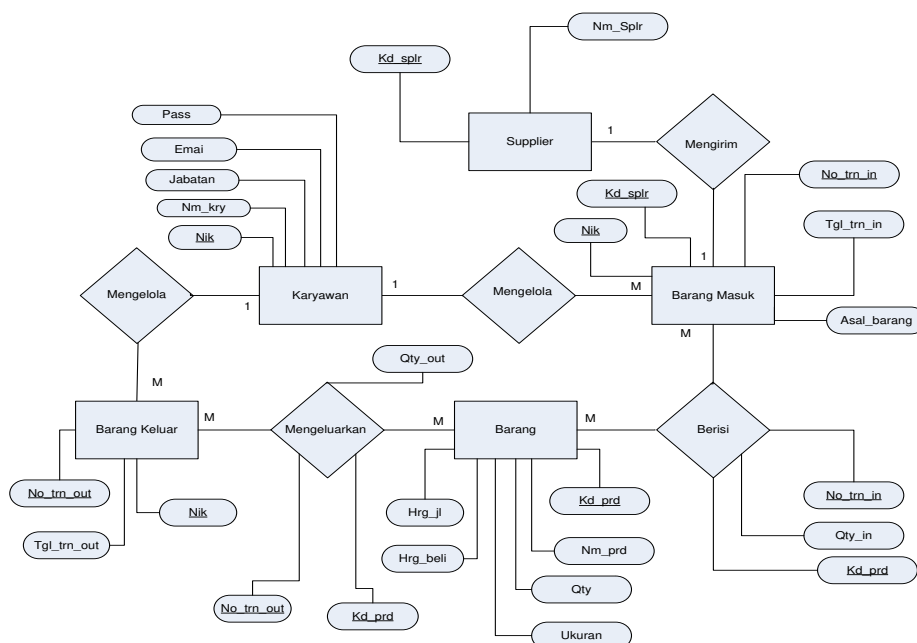 Nm_Splr
Kd_splr
Pass
Supplier
1
Mengirim
Emai
Jabatan
Kd_splr
No_trn_in
Nm_kry
Nik
Nik
Tgl_trn_in
1
Mengelola
1
Karyawan
1
Mengelola
M
Barang Masuk
M
Asal_barang
Qty_out
M
Barang Keluar
M
Mengeluarkan
M
Barang
M
Berisi
No_trn_out
Nik
Hrg_jl
Kd_prd
No_trn_in
Tgl_trn_out
Hrg_beli
Nm_prd
Qty_in
No_trn_out
Kd_prd
Qty
Kd_prd
Ukuran